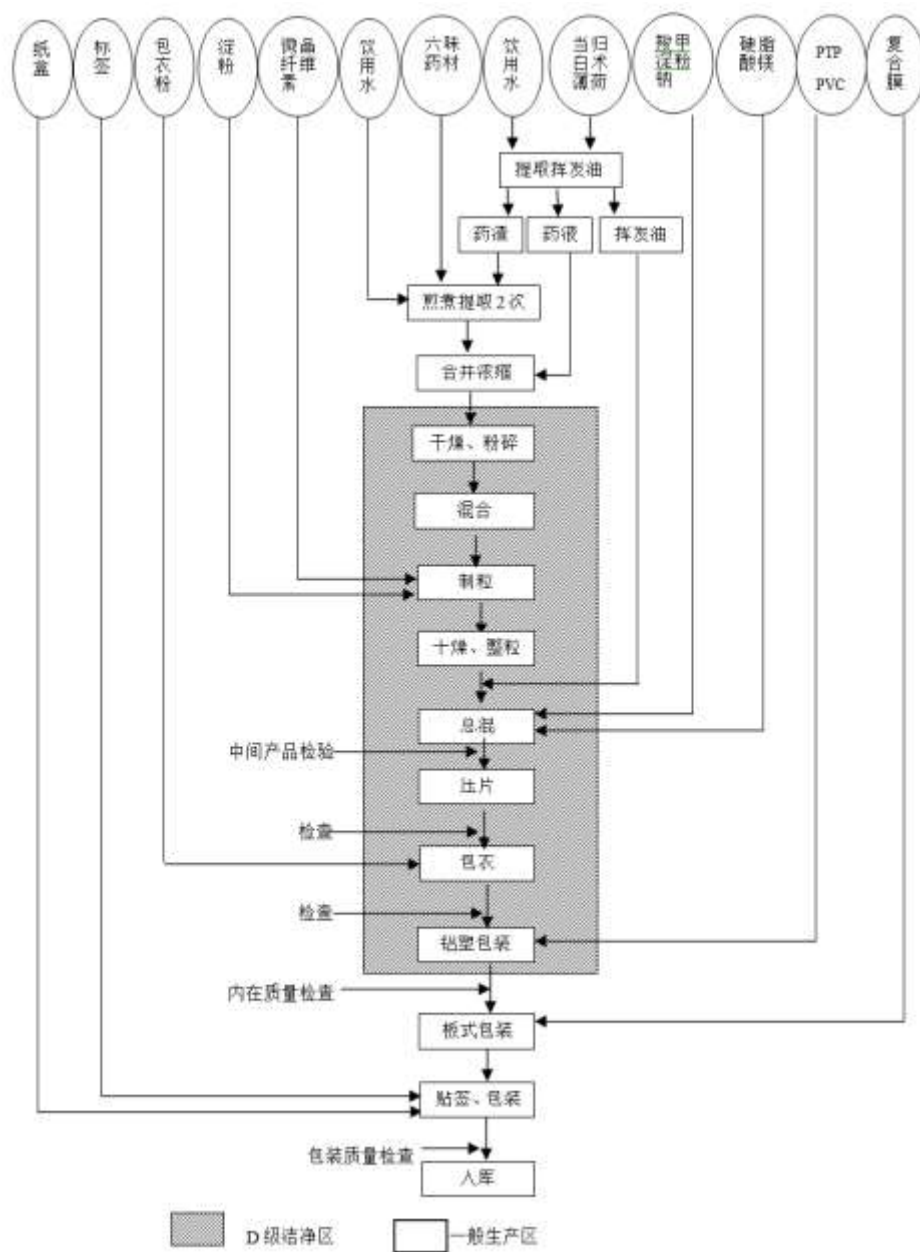 纸
盒
标
签
包
衣
粉
淀
粉
微晶
纤维
素
饮
用
水
六味
药材
饮
用
水
当归
白术
薄荷
羧甲
淀粉
钠
硬脂
酸镁
PTP
PVC
复
合
膜
提取挥发油
药渣
药液
挥发油
煎煮提取2次
合并浓缩
干燥、粉碎
混合
制粒
干燥、整粒
总混
中间产品检验
压片
检查
包衣
检查
铝塑包装
内在质量检查
板式包装
贴签、包装
包装质量检查
入库
D级洁净区
一般生产区